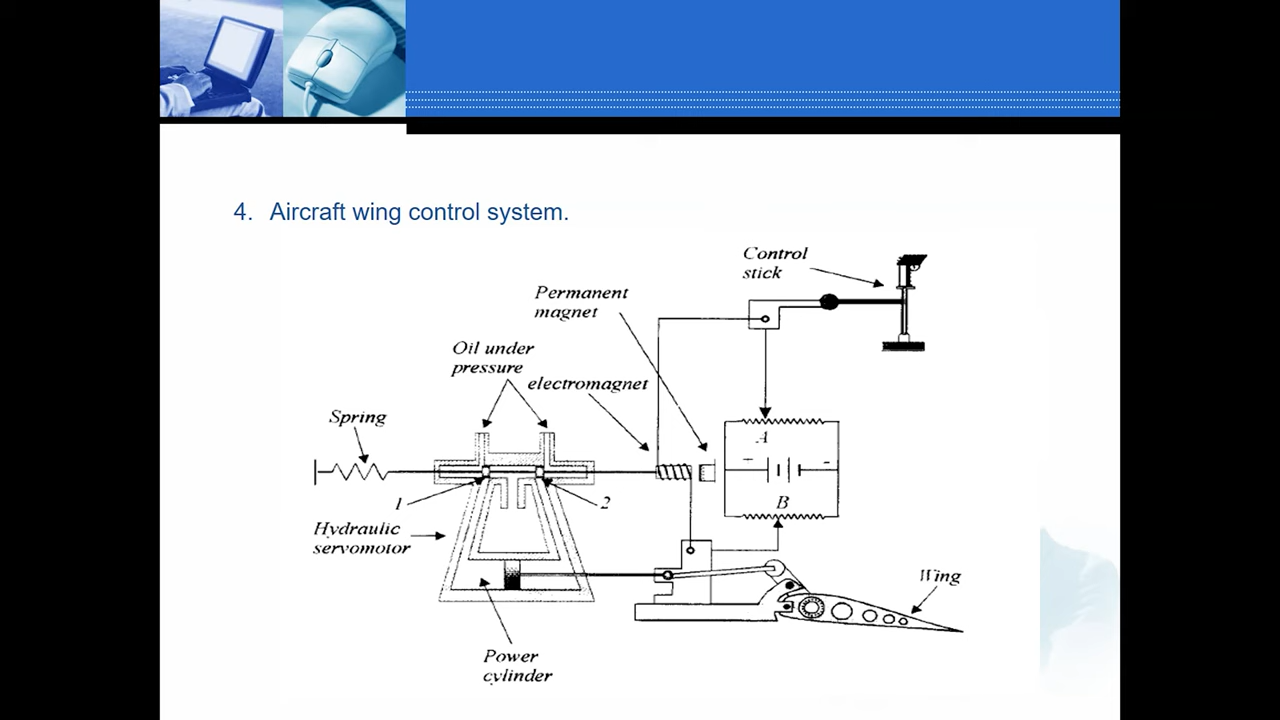 4. Aircraft wing control system.
Control
stick
Permanent
magnet
Oil under
pressure
electromagnet
Spring
A
+
-
B
1
2
Hydraulic
servomotor
Wing
Power
cylinder